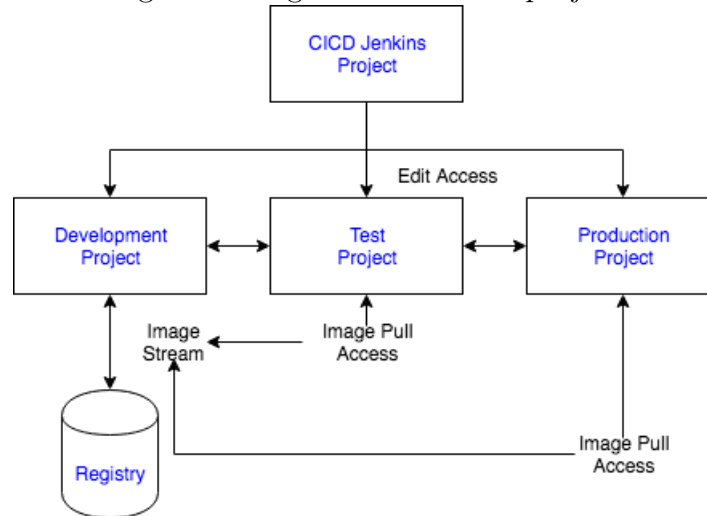 CICD Jenkins
Project
Edit Access
Development
Project
Test
Project
Production
Project
Image
Stream
Image Pull
Access
Image Pull
Access
Registry